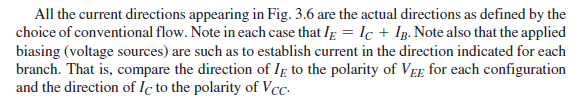 All the current directions appearing in Fig. 3.6 are the actual directions as defined by the
choice of conventional flow. Note in each case that IE = IC + IB. Note also that the applied
biasing (voltage sources) are such as to establish current in the direction indicated for each
branch. That is, compare the direction of IE to the polarity of VEE for each configuration
and the direction of IC to the polarity of VCC.